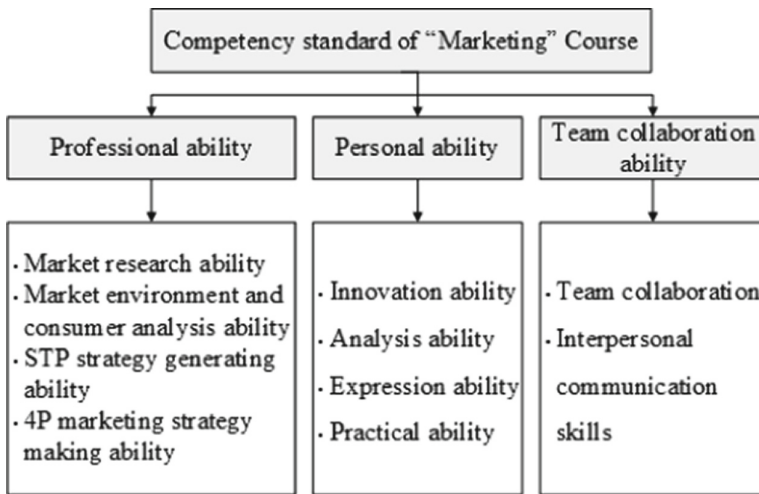 Competency standard of “Marketing” Course
Professional ability
Personal ability
Team collaboration
ability
· Market research ability
· Market environment and
consumer analysis ability
· STP strategy generating
ability
· 4P marketing strategy
making ability
· Innovation ability
· Analysis ability
· Expression ability
· Practical ability
· Team collaboration
· Interpersonal
communication
skills